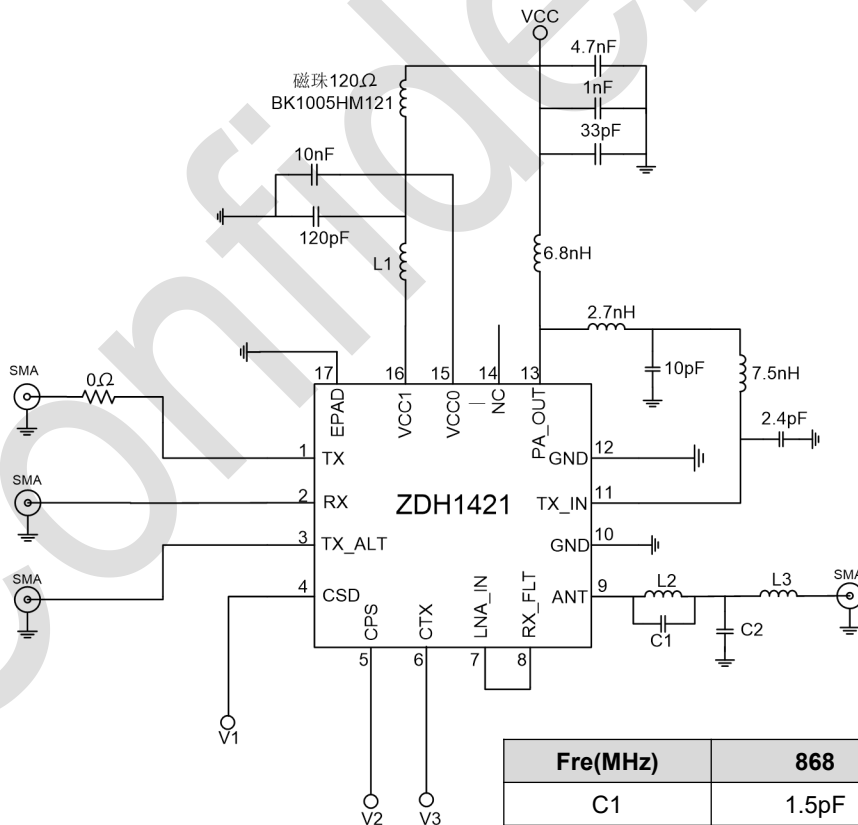 VCC
4.7nF
磁珠120Ω
BK1005HM121
1nF
33pF
10nF
120pF
L1
6.8nH
2.7nH
10pF
7.5nH
2.4pF
SMA
0Ω
17
16
15
14
13
EPAD
VCC1
VCC0
NC
PA_OUT
1
TX
GND
12
SMA
2
RX
ZDH1421
TX_IN
11
3
TX_ALT
GND
10
SMA
4
CSD
CPS
CTX
LNA_IN
RX_FLT
ANT
9
L2
L3
SMA
C1
C2
5
6
7
8
V1
V2
V3
Fre(MHz)
868
C1
1.5pF
Confide